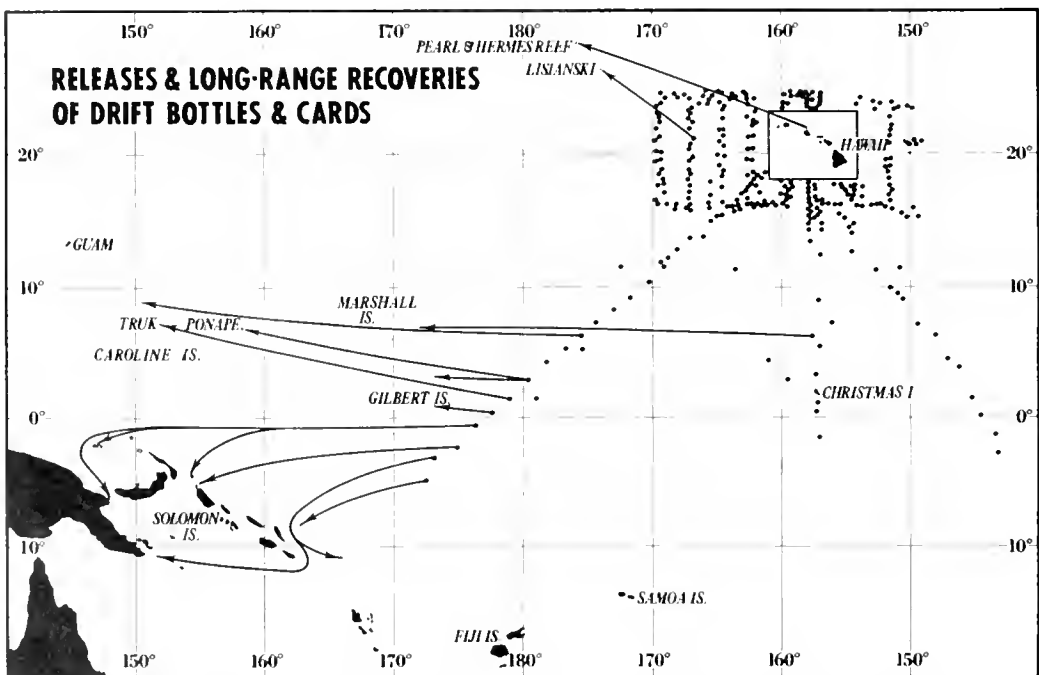 150° 160° 170° 180° 170° 160° 150°
PEARL & HERMES REEF
LISIANSKI
RELEASES & LONG-RANGE RECOVERIES
OF DRIFT BOTTLES & CARDS
HAWAII
20° 20°
GUAM
10° 10°
MARSHALL
IS.
TRUK PONAPE
CAROLINE IS.
GILBERT IS.
CHRISTMAS I
0° 0°
SOLOMON
IS.
10° 10°
SAMOA IS.
FIJI IS.
150° 160° 170° 180° 170° 160° 150°